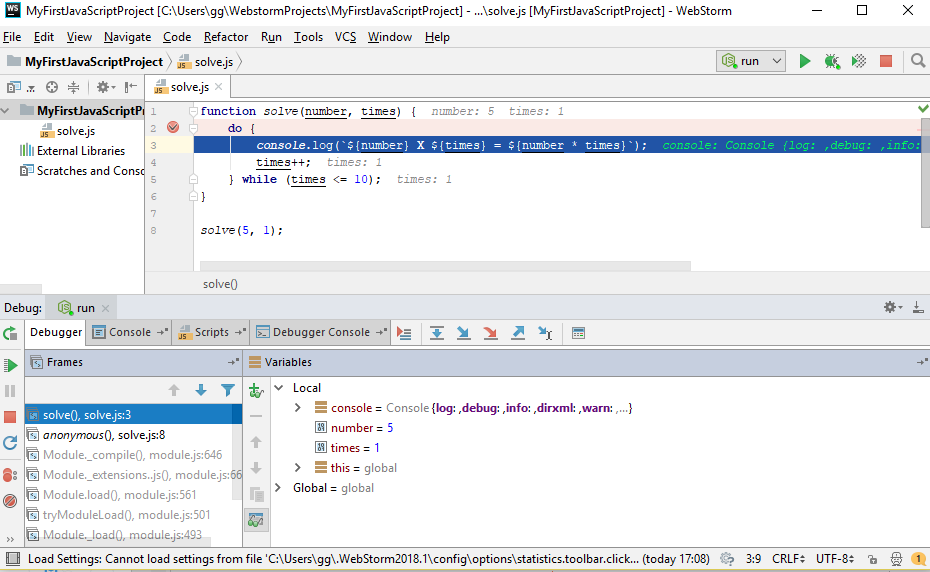 WS MyFirstJavaScriptProject [C:\Users\gg\WebstormProjects\MyFirstJavaScriptProject] - ...\solve.js [MyFirstJavaScriptProject] - WebStorm
File Edit View Navigate Code Refactor Run Tools VCS Window Help
MyFirstJavaScriptProject JS solve.js run
JS solve.js
MyFirstJavaScriptPr
JS solve.js
External Libraries
Scratches and Consc
1 function solve(number, times) { number: 5 times: 1
2 do {
3 console.log(`${number} X ${times} = ${number * times}`); console: Console {log: ,debug: ,info:
4 times++; times: 1
5 } while (times <= 10); times: 1
6 }
7
8 solve(5, 1);
solve()
Debug: run
Debugger Console JS Scripts Debugger Console
Frames
Variables
solve(), solve.js:3
anonymous(), solve.js:8
Module._compile(), module.js:646
Module._extensions..js(), module.js:66
Module.load(), module.js:561
tryModuleLoad(), module.js:501
Module._load(), module.js:493
Local
console = Console {log: ,debug: ,info: ,dirxml: ,warn: ,...}
number = 5
times = 1
this = global
Global = global
Load Settings: Cannot load settings from file 'C:\Users\gg\.WebStorm2018.1\config\options\statistics.toolbar.click... (today 17:08) 3:9 CRLF UTF-8 1